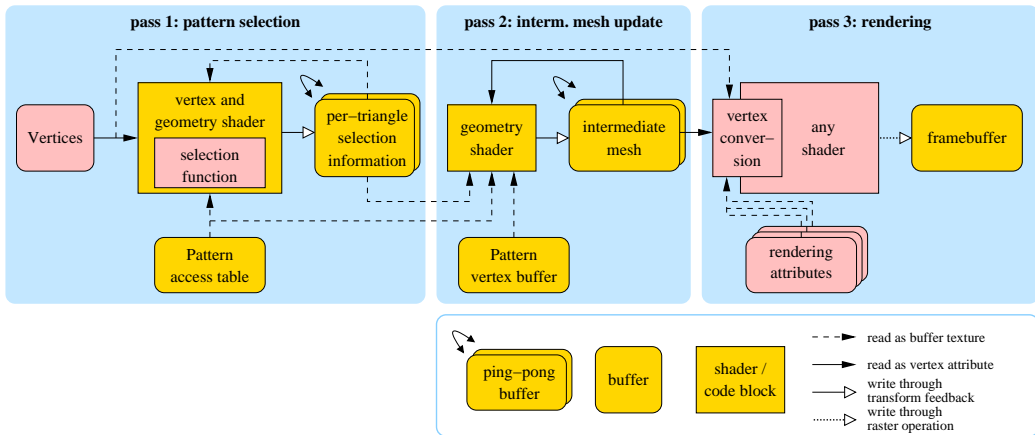 pass 1: pattern selection
Vertices
vertex and
geometry shader
selection
function
per−triangle
selection
information
Pattern
access table
pass 2: interm. mesh update
geometry
shader
intermediate
mesh
Pattern
vertex buffer
pass 3: rendering
vertex
conver−
sion
any
shader
framebuffer
rendering
attributes
ping−pong
buffer
buffer
shader /
code block
read as buffer texture
read as vertex attribute
write through
transform feedback
write through
raster operation